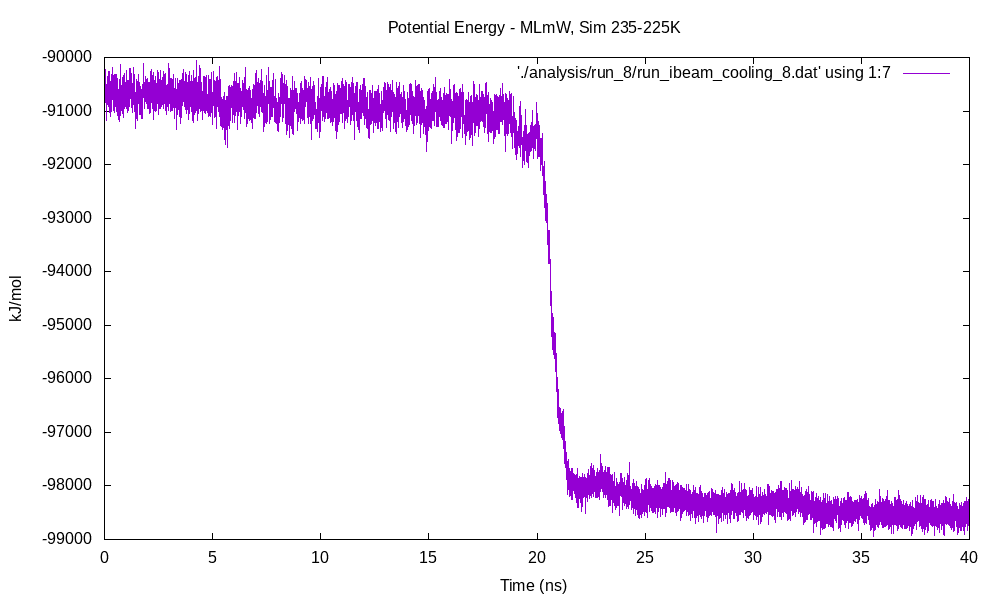 Potential Energy - MLmW, Sim 235-225K
'./analysis/run_8/run_ibeam_cooling_8.dat' using 1:7
-90000
-91000
-92000
-93000
-94000
-95000
-96000
-97000
-98000
-99000
kJ/mol
0 5 10 15 20 25 30 35 40
Time (ns)